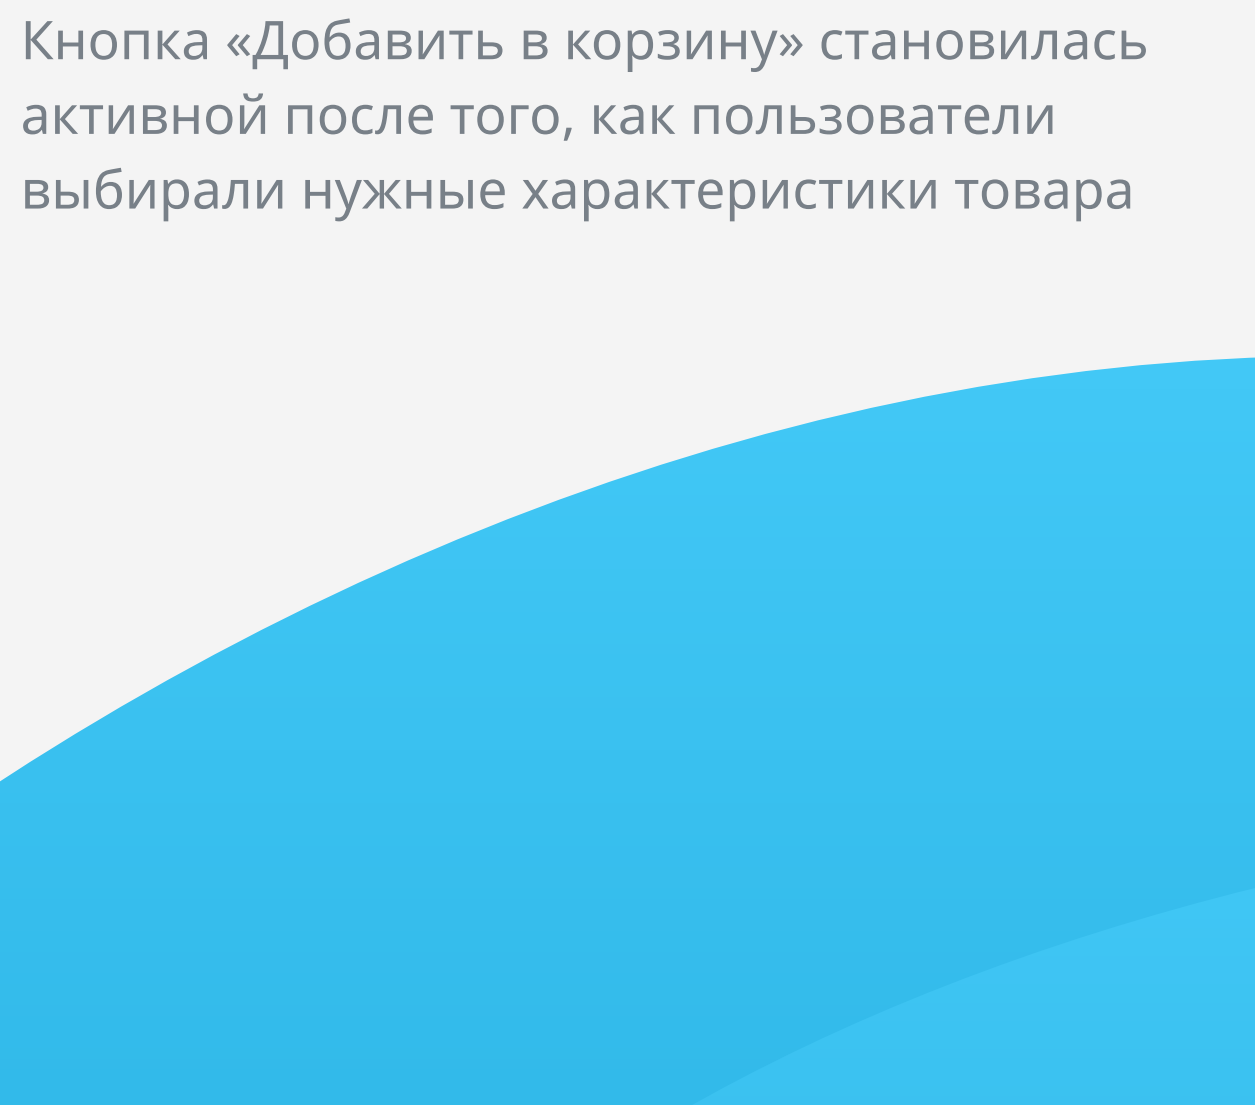 Кнопка «Добавить в корзину» становилась
активной после того, как пользователи
выбирали нужные характеристики товара